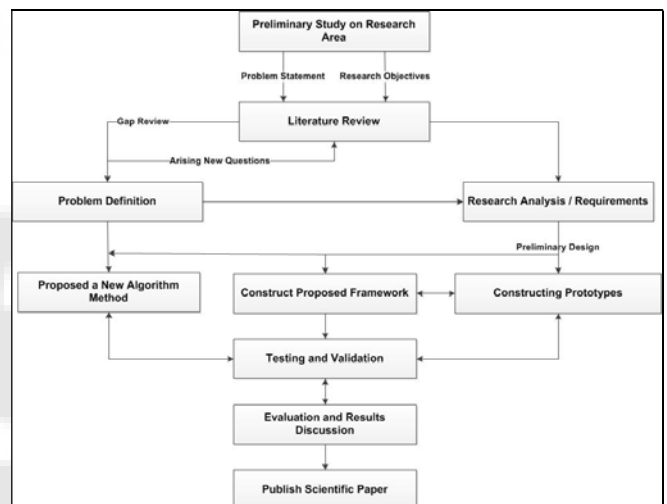 Preliminary Study on Research
Area
Problem Statement
Research Objectives
Literature Review
Gap Review
Arising New Questions
Problem Definition
Research Analysis / Requirements
Preliminary Design
Proposed a New Algorithm
Method
Construct Proposed Framework
Constructing Prototypes
Testing and Validation
Evaluation and Results
Discussion
Publish Scientific Paper